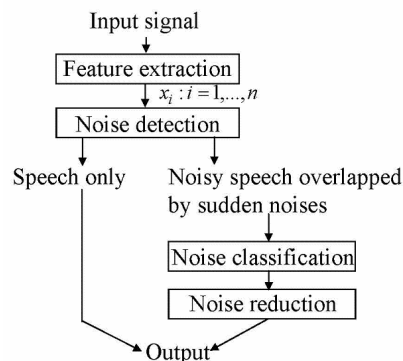 Input signal
Feature extraction
x_i : i = 1,...,n
Noise detection
Speech only
Noisy speech overlapped
by sudden noises
Noise classification
Noise reduction
Output